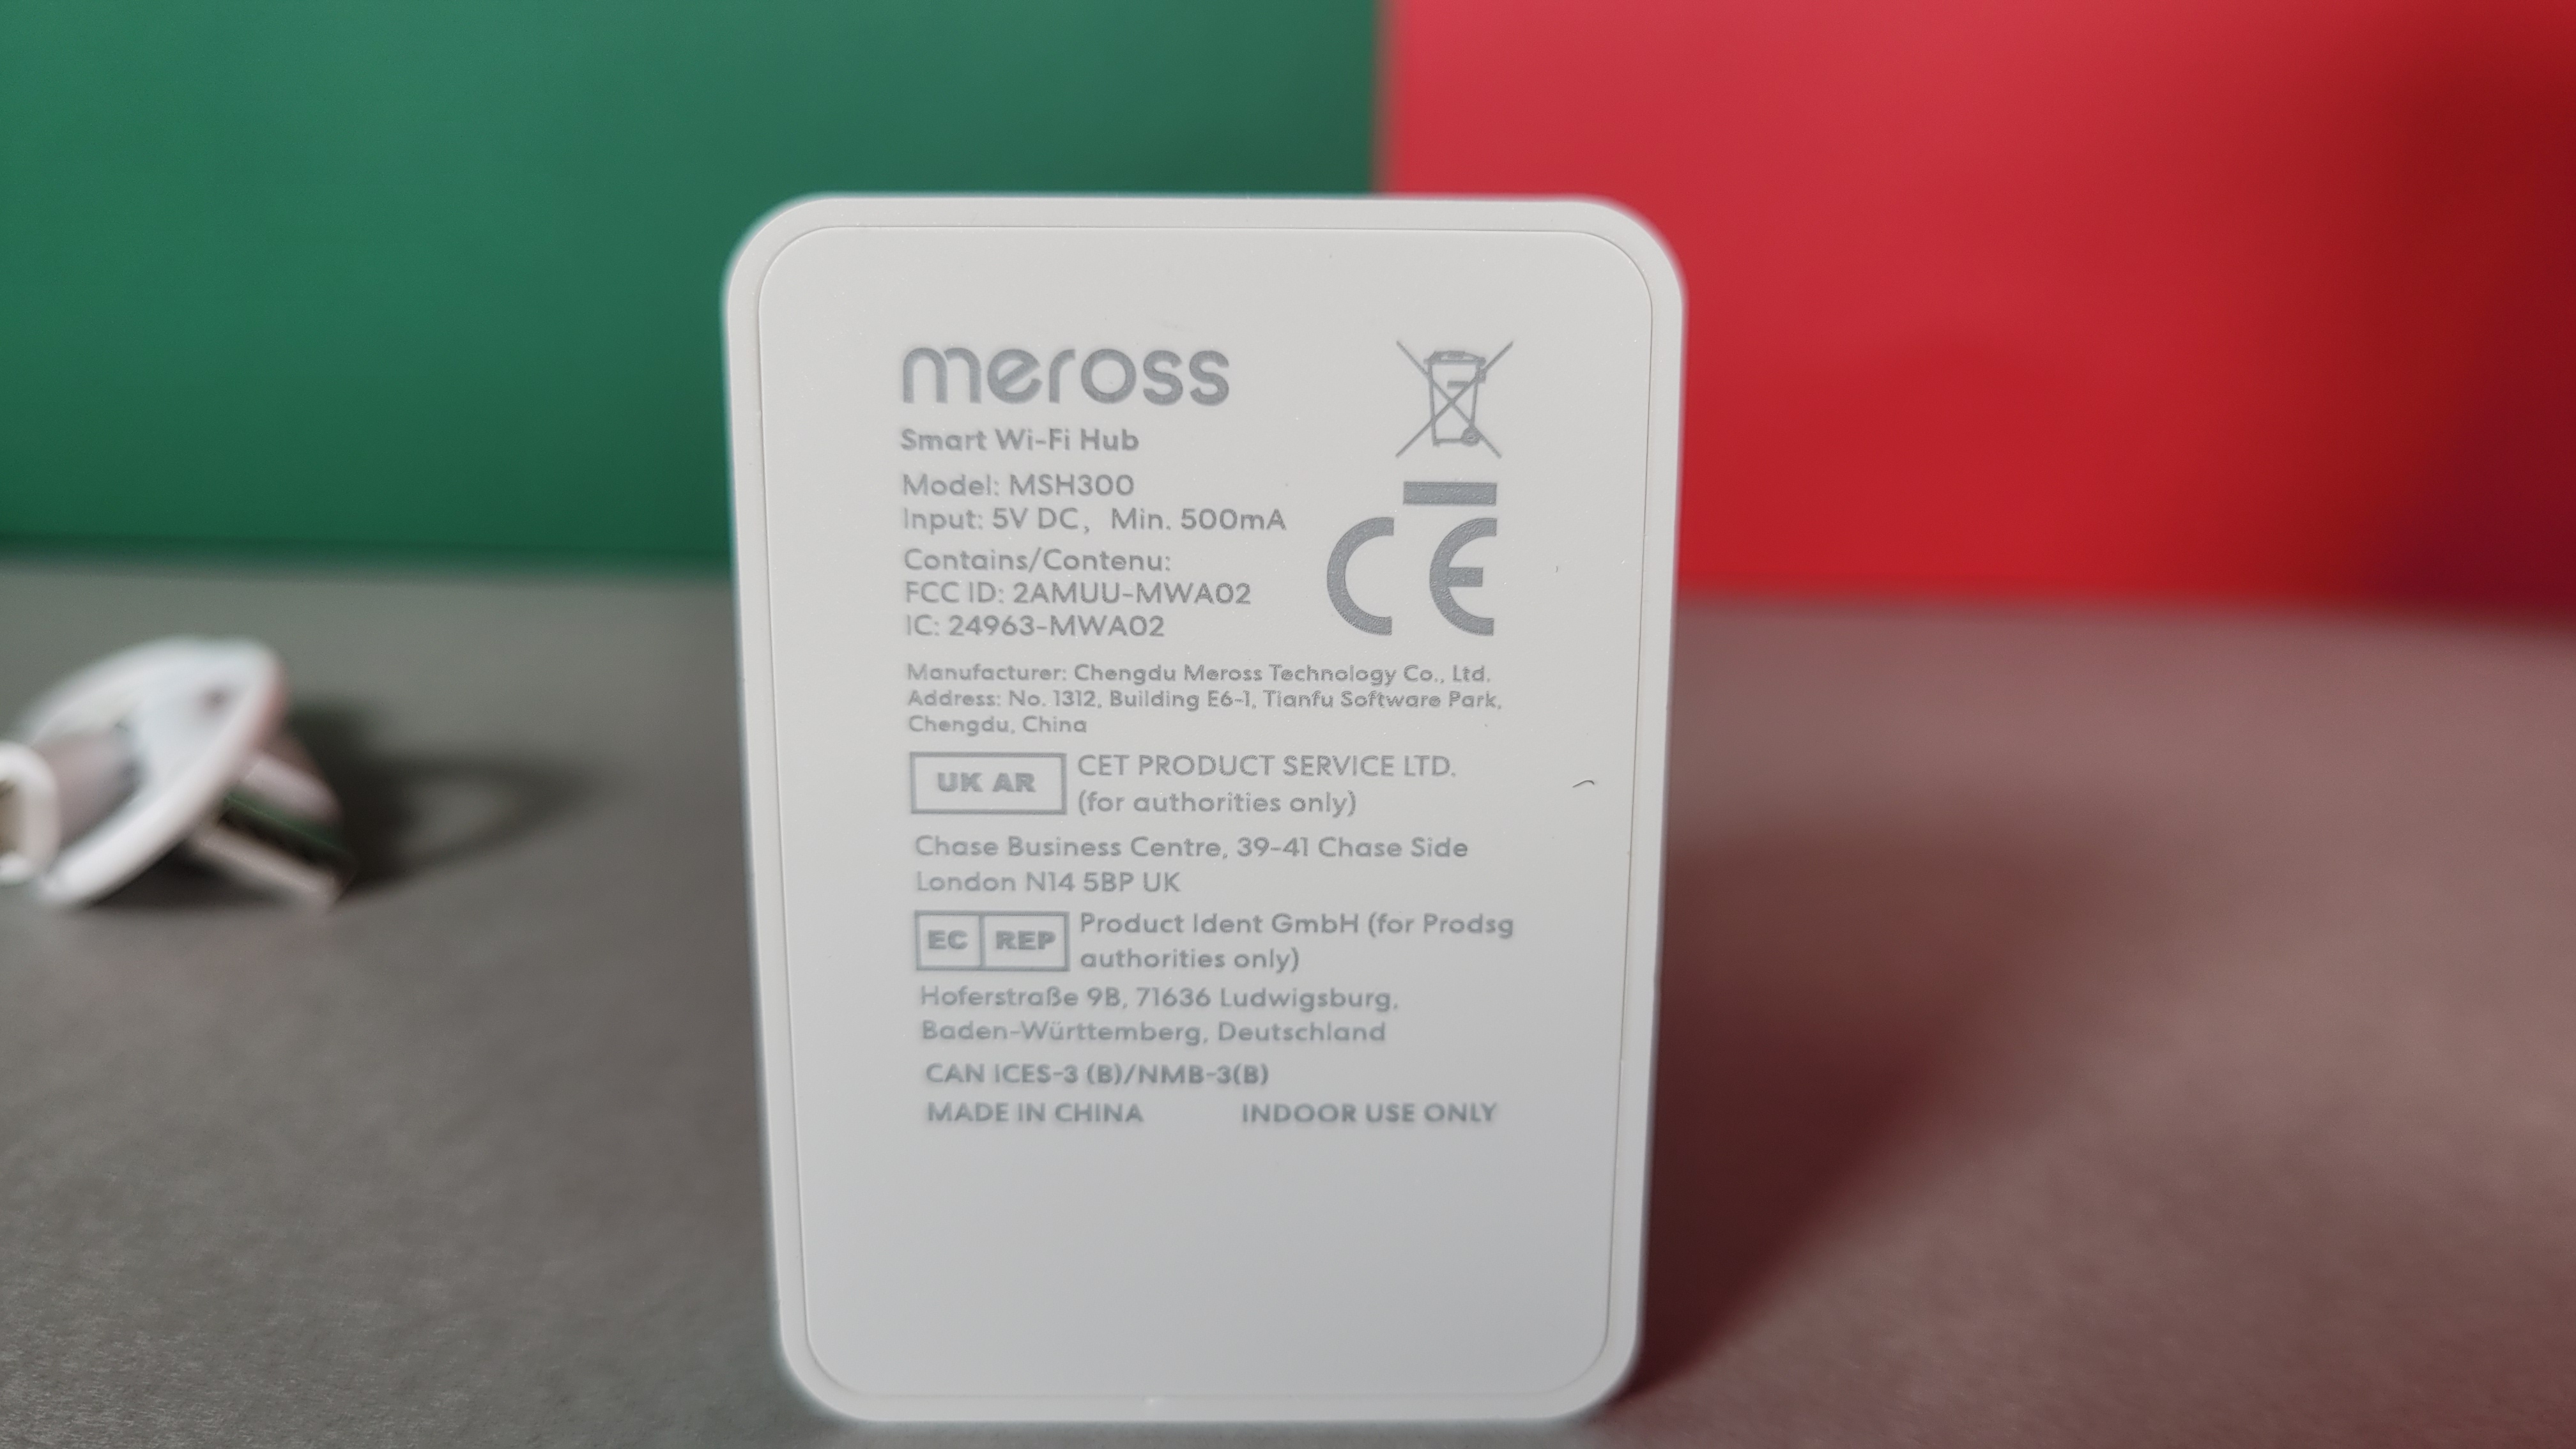 meross
Smart Wi-Fi Hub
Model: MSH300
Input: 5V DC, Min. 500mA
Contains/Contenu:
FCC ID: 2AMUU-MWA02
IC: 24963-MWA02
CE
Manufacturer: Chengdu Meross Technology Co., Ltd.
Address: No. 1312, Building E6-1, Tianfu Software Park,
Chengdu, China
UK AR CET PRODUCT SERVICE LTD.
(for authorities only)
Chase Business Centre, 39-41 Chase Side
London N14 5BP UK
EC REP Product Ident GmbH (for Prodsg
authorities only)
Hoferstraße 9B, 71636 Ludwigsburg,
Baden-Württemberg, Deutschland
CAN ICES-3 (B)/NMB-3(B)
MADE IN CHINA INDOOR USE ONLY